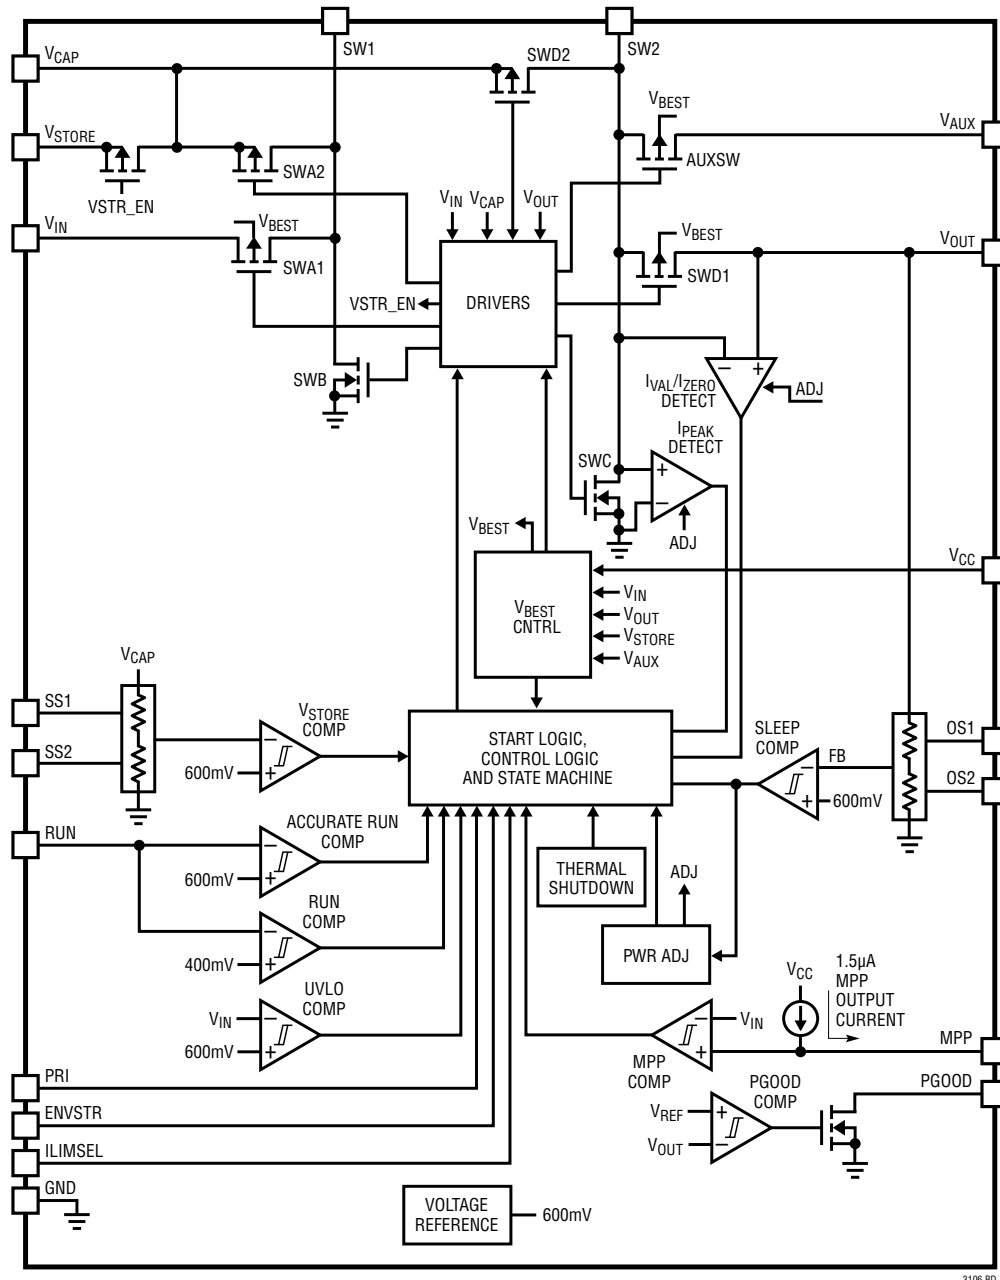 SW1
SW2
VCAP
SWD2
VBEST
VSTORE
VAUX
AUXSW
SWA2
VSTR_EN
VIN
VCAP
VOUT
VIN
VBEST
VBEST
VOUT
SWA1
SWD1
DRIVERS
VSTR_EN
SWB
−
+
IVAL/IZERO
DETECT
ADJ
IPEAK
DETECT
SWC
+
−
ADJ
VBEST
VCC
VBEST
CNTRL
VIN
VOUT
VSTORE
VAUX
VCAP
SS1
SS2
VSTORE
COMP
−
600mV
+
START LOGIC,
CONTROL LOGIC
AND STATE MACHINE
SLEEP
COMP
FB
−
+
600mV
OS1
OS2
RUN
ACCURATE RUN
COMP
−
600mV
+
THERMAL
SHUTDOWN
ADJ
RUN
COMP
−
400mV
+
PWR ADJ
UVLO
COMP
VIN
−
600mV
+
VCC
1.5µA
MPP
OUTPUT
CURRENT
−
VIN
+
MPP
COMP
MPP
PRI
PGOOD
COMP
PGOOD
ENVSTR
VREF
+
VOUT
−
ILIMSEL
GND
VOLTAGE
REFERENCE
600mV
3106 BD